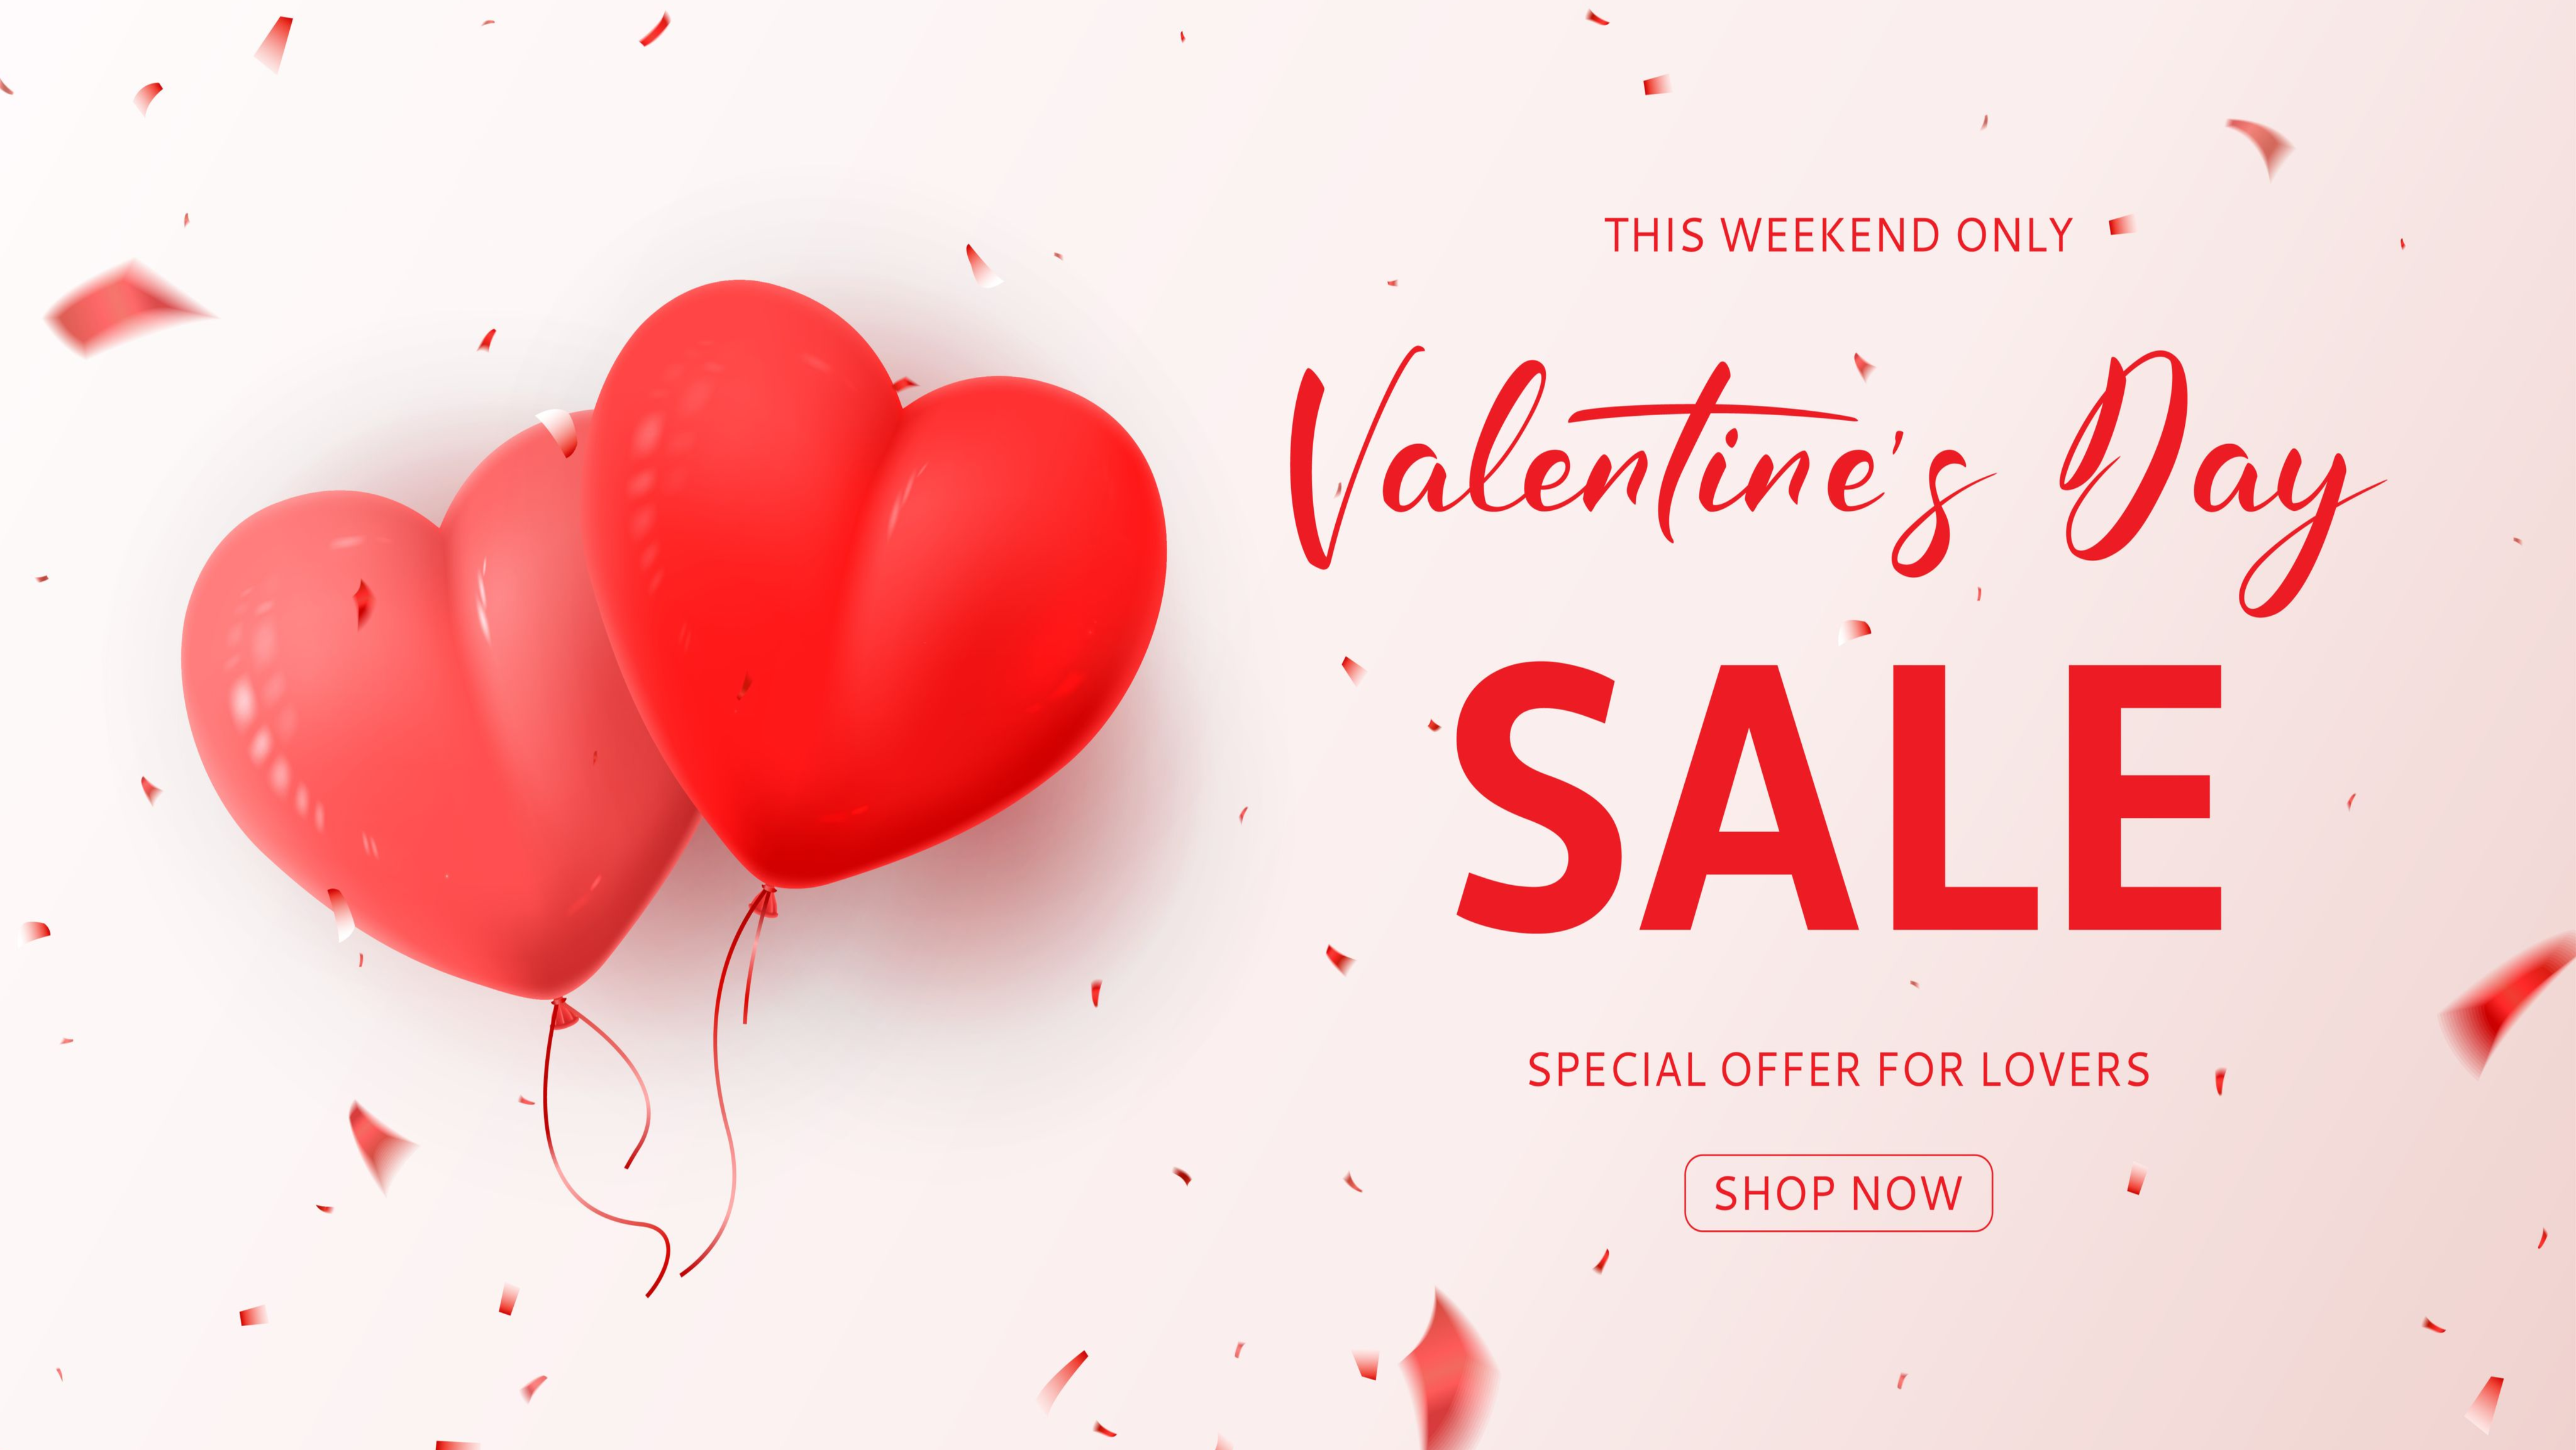 THIS WEEKEND ONLY
Valentine's Day
SALE
SPECIAL OFFER FOR LOVERS
SHOP NOW